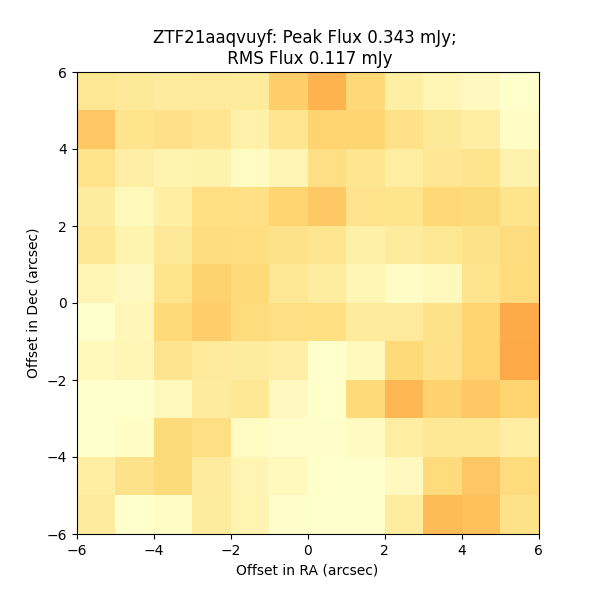 ZTF21aaqvuyf: Peak Flux 0.343 mJy;
RMS Flux 0.117 mJy
6
4
2
0
−2
−4
−6
Offset in Dec (arcsec)
−6 −4 −2 0 2 4 6
Offset in RA (arcsec)